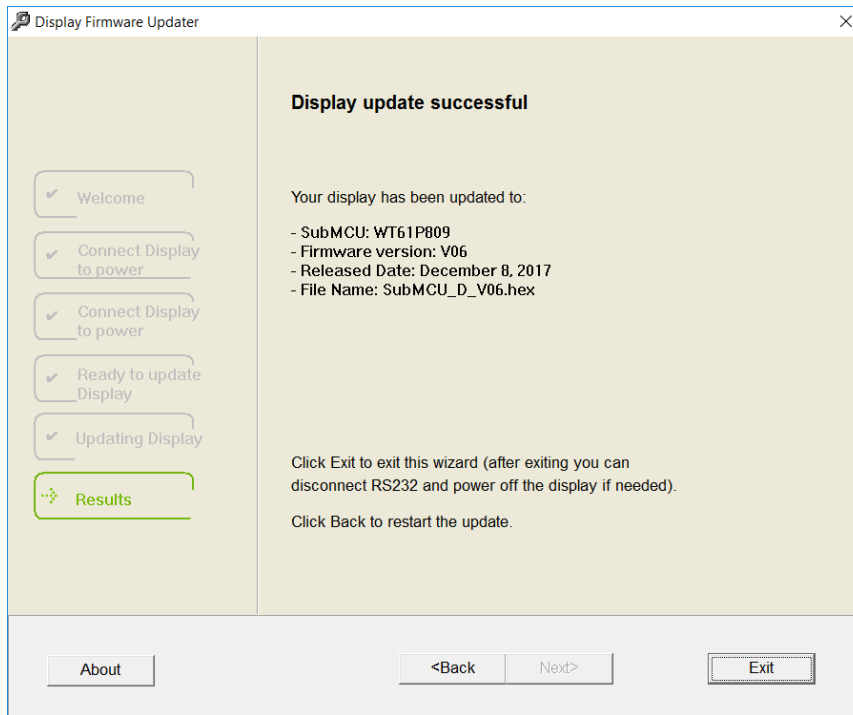 Display Firmware Updater
Welcome
Connect Display
to power
Connect Display
to power
Ready to update
Display
Updating Display
Results
Display update successful
Your display has been updated to:
- SubMCU: WT61P809
- Firmware version: V06
- Released Date: December 8, 2017
- File Name: SubMCU_D_V06.hex
Click Exit to exit this wizard (after exiting you can
disconnect RS232 and power off the display if needed).
Click Back to restart the update.
About
<Back
Next>
Exit